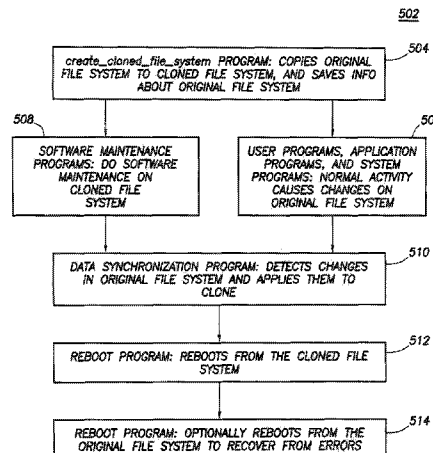 502
504
create_cloned_file_system PROGRAM: COPIES ORIGINAL
FILE SYSTEM TO CLONED FILE SYSTEM, AND SAVES INFO
ABOUT ORIGINAL FILE SYSTEM
508
SOFTWARE MAINTENANCE
PROGRAMS: DO SOFTWARE
MAINTENANCE ON
CLONED FILE
SYSTEM
USER PROGRAMS, APPLICATION
PROGRAMS, AND SYSTEM
PROGRAMS: NORMAL ACTIVITY
CAUSES CHANGES ON
ORIGINAL FILE SYSTEM
510
DATA SYNCHRONIZATION PROGRAM: DETECTS CHANGES
IN ORIGINAL FILE SYSTEM AND APPLIES THEM TO
CLONE
512
REBOOT PROGRAM: REBOOTS FROM THE CLONED FILE
SYSTEM
514
REBOOT PROGRAM: OPTIONALLY REBOOTS FROM THE
ORIGINAL FILE SYSTEM TO RECOVER FROM ERRORS